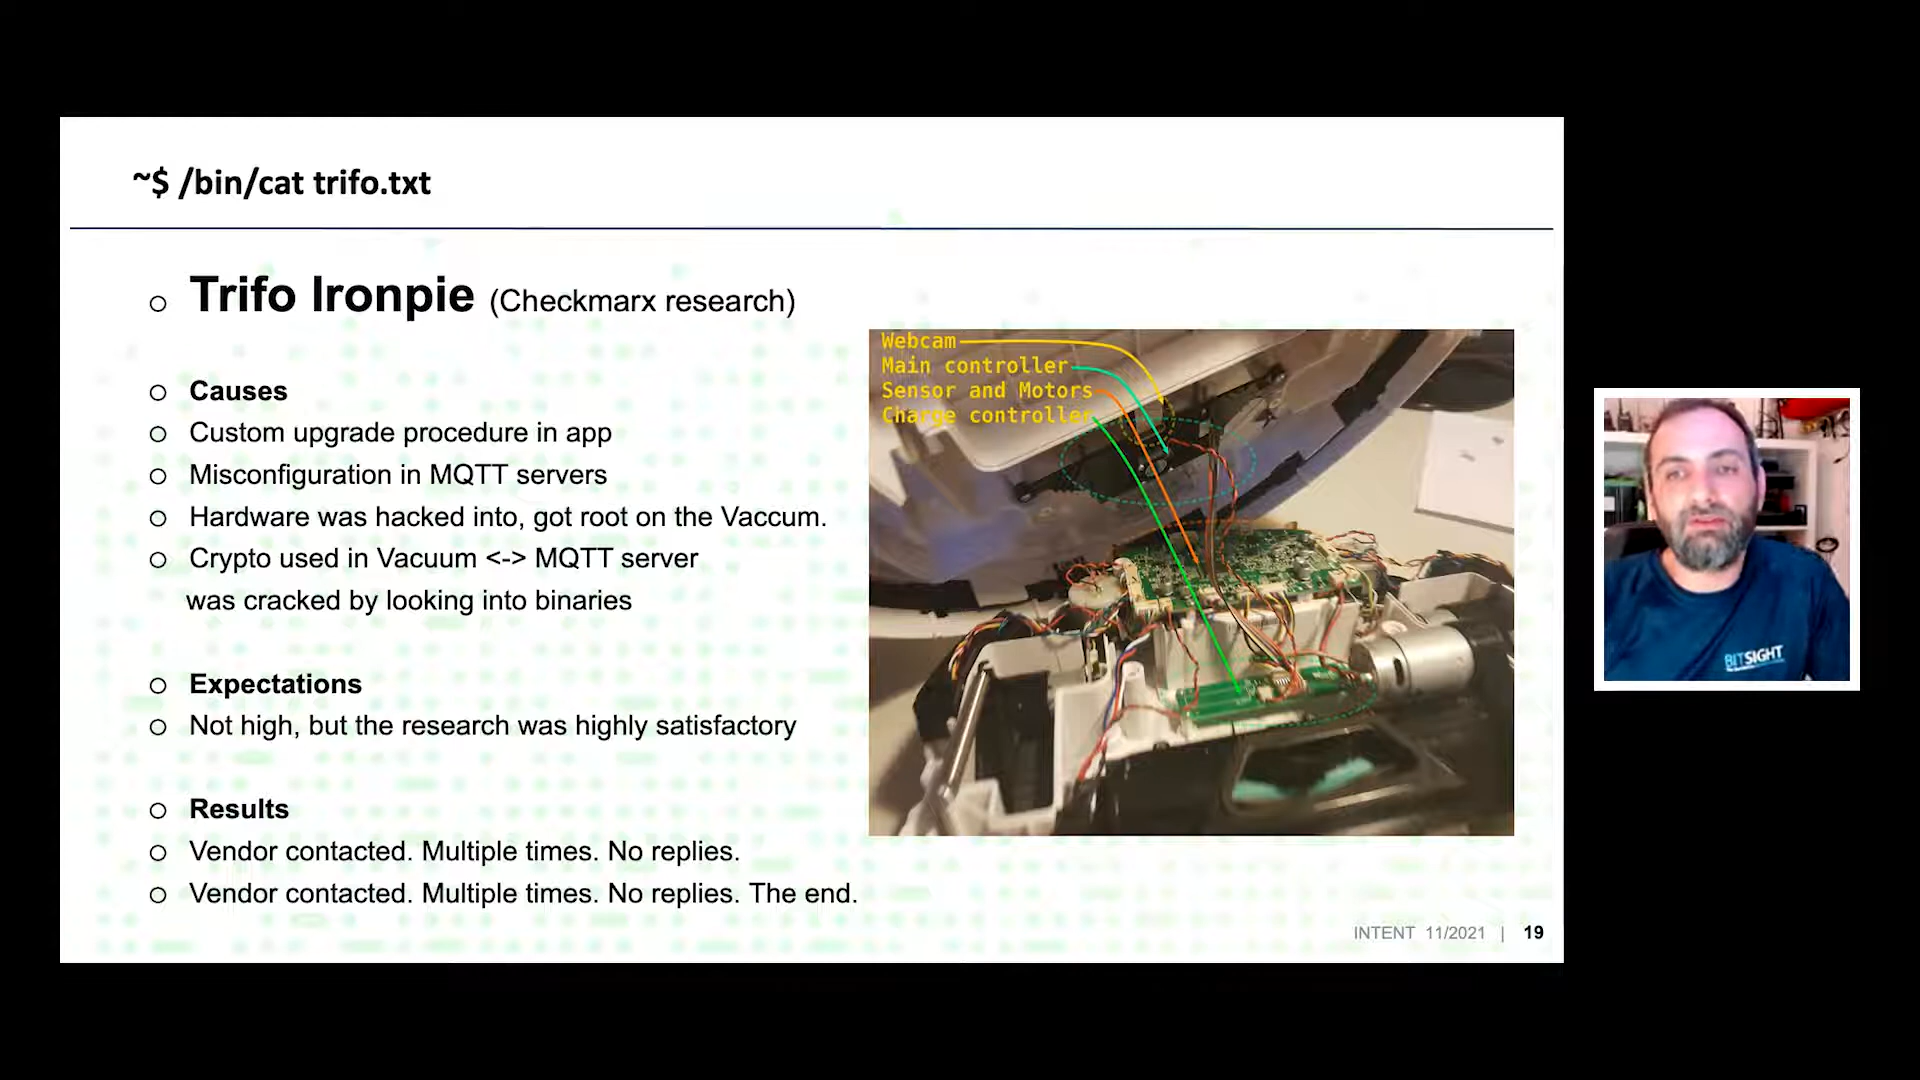 ~$ /bin/cat trifo.txt
Trifo Ironpie (Checkmarx research)
Causes
Custom upgrade procedure in app
Misconfiguration in MQTT servers
Hardware was hacked into, got root on the Vaccum.
Crypto used in Vacuum <-> MQTT server
was cracked by looking into binaries
Expectations
Not high, but the research was highly satisfactory
Results
Vendor contacted. Multiple times. No replies.
Vendor contacted. Multiple times. No replies. The end.
Webcam
Main controller
Sensor and Motors
Charge controller
INTENT 11/2021 | 19
BITSIGHT